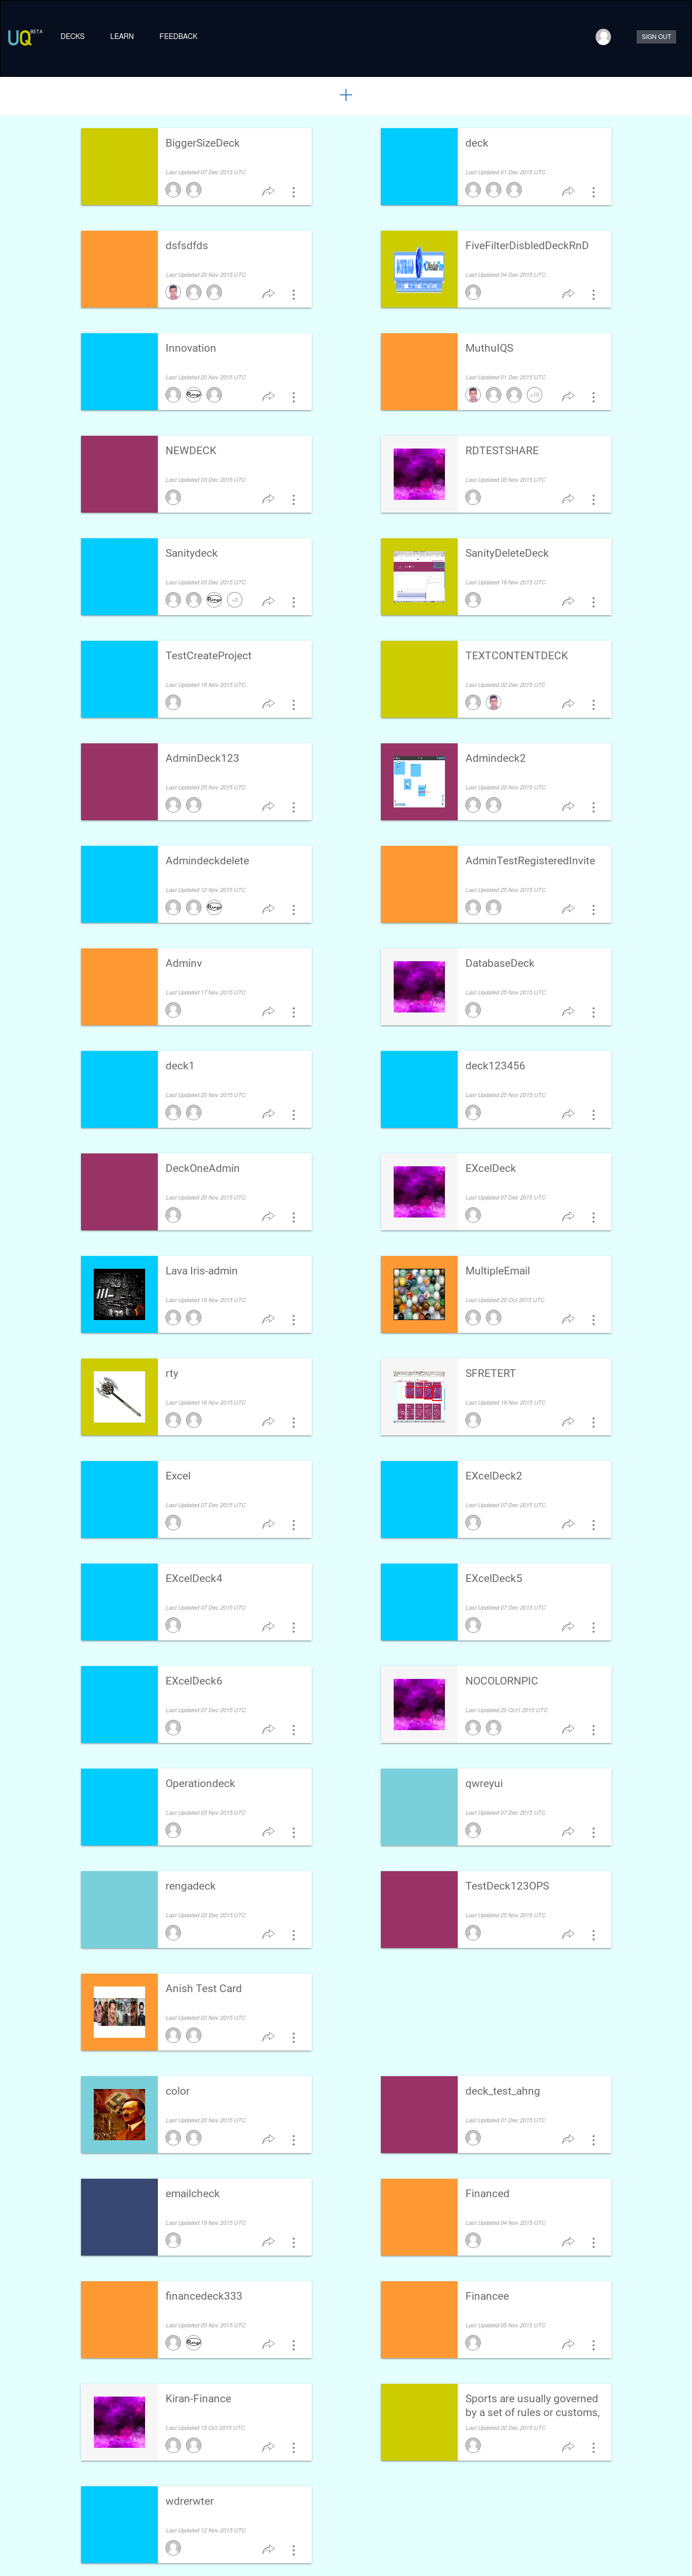 UQ BETA DECKS LEARN FEEDBACK SIGN OUT
BiggerSizeDeck
Last Updated 07 Dec 2015 UTC
deck
Last Updated 01 Dec 2015 UTC
dsfsdfds
Last Updated 20 Nov 2015 UTC
FiveFilterDisbledDeckRnD
Last Updated 04 Dec 2015 UTC
Innovation
Last Updated 20 Nov 2015 UTC
MuthuIQS
Last Updated 01 Dec 2015 UTC
+10
NEWDECK
Last Updated 03 Dec 2015 UTC
RDTESTSHARE
Last Updated 05 Nov 2015 UTC
Sanitydeck
Last Updated 03 Dec 2015 UTC
SanityDeleteDeck
Last Updated 18 Nov 2015 UTC
TestCreateProject
Last Updated 18 Nov 2015 UTC
TEXTCONTENTDECK
Last Updated 02 Dec 2015 UTC
AdminDeck123
Last Updated 25 Nov 2015 UTC
Admindeck2
Last Updated 20 Nov 2015 UTC
Admindeckdelete
Last Updated 12 Nov 2015 UTC
AdminTestRegisteredInvite
Last Updated 25 Nov 2015 UTC
Adminv
Last Updated 17 Nov 2015 UTC
DatabaseDeck
Last Updated 25 Nov 2015 UTC
deck1
Last Updated 20 Nov 2015 UTC
deck123456
Last Updated 25 Nov 2015 UTC
DeckOneAdmin
Last Updated 20 Nov 2015 UTC
EXcelDeck
Last Updated 07 Dec 2015 UTC
Lava Iris-admin
Last Updated 16 Nov 2015 UTC
MultipleEmail
Last Updated 20 Oct 2015 UTC
rty
Last Updated 16 Nov 2015 UTC
SFRETERT
Last Updated 19 Nov 2015 UTC
Excel
Last Updated 07 Dec 2015 UTC
EXcelDeck2
Last Updated 07 Dec 2015 UTC
EXcelDeck4
Last Updated 07 Dec 2015 UTC
EXcelDeck5
Last Updated 07 Dec 2015 UTC
EXcelDeck6
Last Updated 07 Dec 2015 UTC
NOCOLORNPIC
Last Updated 20 Oct1 2015 UTC
Operationdeck
Last Updated 03 Nov 2015 UTC
qwreyui
Last Updated 07 Dec 2015 UTC
rengadeck
Last Updated 03 Dec 2015 UTC
TestDeck123OPS
Last Updated 25 Nov 2015 UTC
Anish Test Card
Last Updated 03 Nov 2015 UTC
color
Last Updated 20 Nov 2015 UTC
deck_test_ahng
Last Updated 01 Dec 2015 UTC
emailcheck
Last Updated 19 Nov 2015 UTC
Financed
Last Updated 04 Nov 2015 UTC
financedeck333
Last Updated 05 Nov 2015 UTC
Financee
Last Updated 05 Nov 2015 UTC
Kiran-Finance
Last Updated 15 Oct 2015 UTC
Sports are usually governed
by a set of rules or customs,
Last Updated 02 Dec 2015 UTC
wdrerwter
Last Updated 12 Nov 2015 UTC